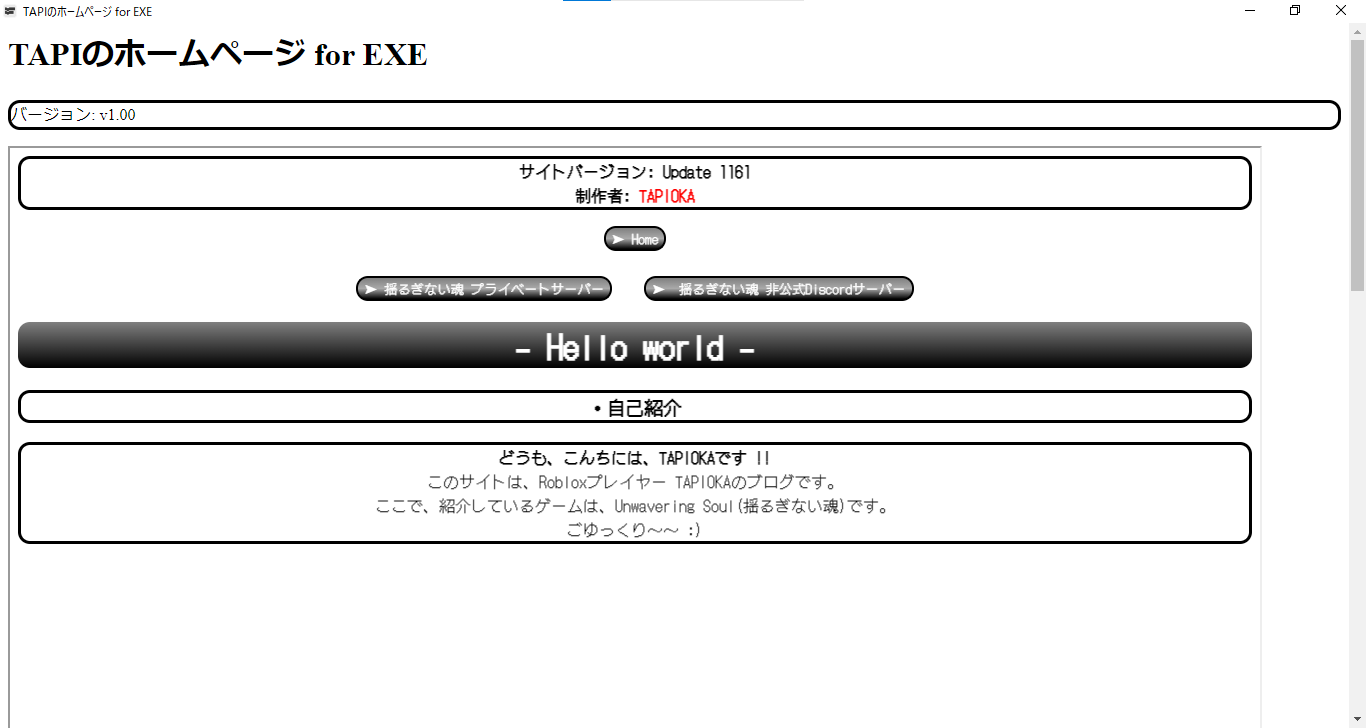 TAPIのホームページ for EXE
TAPIのホームページ for EXE
バージョン: v1.00
サイトバージョン: Update 1161
制作者: TAPIOKA
➤ Home
➤ 揺るぎない魂 プライベートサーバー
➤ 揺るぎない魂 非公式Discordサーバー
- Hello world -
・自己紹介
どうも、こんちには、TAPIOKAです !!
このサイトは、Robloxプレイヤー TAPIOKAのブログです。
ここで、紹介しているゲームは、Unwavering Soul(揺るぎない魂)です。
ごゆっくり～～ :)